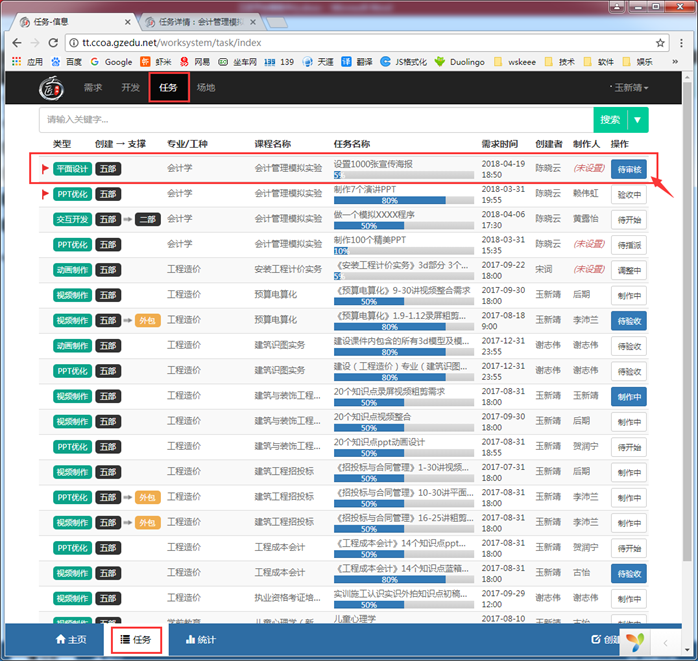 任务-信息
任务详情：会计管理模拟
tt.ccoa.gzedu.net/worksystem/task/index
应用 百度 Google 虾米 网易 坐车网 139 天涯 翻译 JS格式化 Duolingo wskeee 技术 软件 娱乐 »
需求 开发 任务 场地 王新靖
请输入关键字... 搜索
类型 创建 → 支撑 专业/工种 课程名称 任务名称 需求时间 创建者 制作人 操作
平面设计 五部 会计学 会计管理模拟实验 设置1000张宣传海报 5% 2018-04-19 18:50 陈晓云 (未设置) 待审核
PPT优化 五部 会计学 会计管理模拟实验 制作7个演讲PPT 80% 2018-03-31 19:55 陈晓云 赖伟虹 验收中
交互开发 五部 ➡ 二部 会计学 会计管理模拟实验 做一个模拟XXXX程序 50% 2018-04-06 17:30 陈晓云 黄露怡 待开始
PPT优化 五部 会计学 会计管理模拟实验 制作100个精美PPT 10% 2018-03-31 15:35 陈晓云 (未设置) 待指派
动画制作 五部 工程造价 安装工程计价实务 《安装工程计价实务》3d部分 3个... 5% 2017-09-22 18:00 宋词 (未设置) 调整中
视频制作 五部 工程造价 预算电算化 《预算电算化》9-30讲视频整合需求 50% 2017-09-30 18:00 王新靖 后期 制作中
视频制作 五部 ➡ 外包 工程造价 预算电算化 《预算电算化》1.9-1.12录屏粗剪... 80% 2017-08-18 9:00 王新靖 李沛兰 待验收
动画制作 五部 工程造价 建筑识图实务 建设课件内包含的所有3d模型及模... 80% 2017-12-31 23:55 谢志伟 谢志伟 待验收
PPT优化 五部 工程造价 建筑识图实务 建设（工程造价）专业《建筑识图... 80% 2017-12-31 23:55 谢志伟 谢志伟 待验收
视频制作 五部 工程造价 建筑与装饰工程... 20个知识点录屏视频粗剪需求 50% 2017-08-31 18:00 王新靖 王新靖 制作中
视频制作 五部 工程造价 建筑与装饰工程... 20个知识点视频整合 50% 2017-09-30 18:00 王新靖 后期 制作中
PPT优化 五部 工程造价 建筑与装饰工程... 20个知识点ppt动画设计 50% 2017-08-31 18:55 王新靖 贺润宁 待开始
视频制作 五部 工程造价 建筑工程招投标 《招投标与合同管理》1-30讲视频... 50% 2017-07-31 18:00 王新靖 后期 制作中
PPT优化 五部 ➡ 外包 工程造价 建筑工程招投标 《招投标与合同管理》10-30讲平面... 50% 2017-08-31 18:00 王新靖 李沛兰 制作中
视频制作 五部 ➡ 外包 工程造价 建筑工程招投标 《招投标与合同管理》16-25讲粗剪... 50% 2017-08-31 18:00 王新靖 李沛兰 制作中
PPT优化 五部 工程造价 工程成本会计 《工程成本会计》14个知识点ppt... 50% 2017-08-31 18:00 王新靖 贺润宁 待开始
视频制作 五部 工程造价 工程成本会计 《工程成本会计》14个知识点蓝箱... 80% 2017-08-31 18:00 王新靖 古怡 待验收
视频制作 五部 工程造价 执业资格考证培... 实训施工认识实识外拍知识点初稿... 50% 2017-09-29 12:00 王新靖 谢志伟 制作中
儿童心理学 2017-08-10
主页 任务 统计 创建